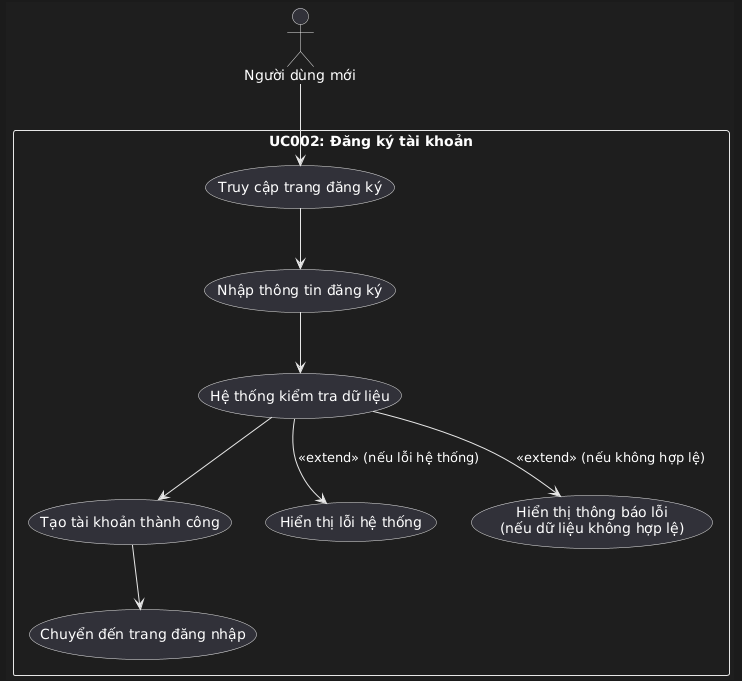 Người dùng mới
UC002: Đăng ký tài khoản
Truy cập trang đăng ký
Nhập thông tin đăng ký
Hệ thống kiểm tra dữ liệu
«extend» (nếu lỗi hệ thống)
«extend» (nếu không hợp lệ)
Tạo tài khoản thành công
Hiển thị lỗi hệ thống
Hiển thị thông báo lỗi
(nếu dữ liệu không hợp lệ)
Chuyển đến trang đăng nhập